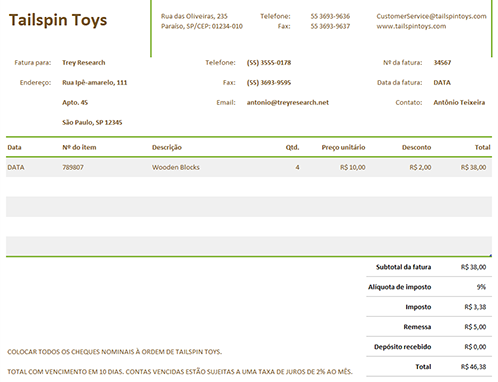 Tailspin Toys
Rua das Oliveiras, 235 Telefone: 55 3693-9636 CustomerService@tailspintoys.com
Paraíso, SP/CEP: 01234-010 Fax: 55 3693-9637 www.tailspintoys.com
Fatura para: Trey Research Telefone: (55) 3555-0178 Nº da fatura: 34567
Endereço: Rua Ipê-amarelo, 111 Fax: (55) 3693-9595 Data da fatura: DATA
Apto. 45 Email: antonio@treyresearch.net Contato: Antônio Teixeira
São Paulo, SP 12345
Data Nº do item Descrição Qtd. Preço unitário Desconto Total
DATA 789807 Wooden Blocks 4 R$ 10,00 R$ 2,00 R$ 38,00
Subtotal da fatura R$ 38,00
Alíquota de imposto 9%
Imposto R$ 3,38
Remessa R$ 5,00
Depósito recebido R$ 0,00
Total R$ 46,38
COLOCAR TODOS OS CHEQUES NOMINAIS À ORDEM DE TAILSPIN TOYS.
TOTAL COM VENCIMENTO EM 10 DIAS. CONTAS VENCIDAS ESTÃO SUJEITAS A UMA TAXA DE JUROS DE 2% AO MÊS.